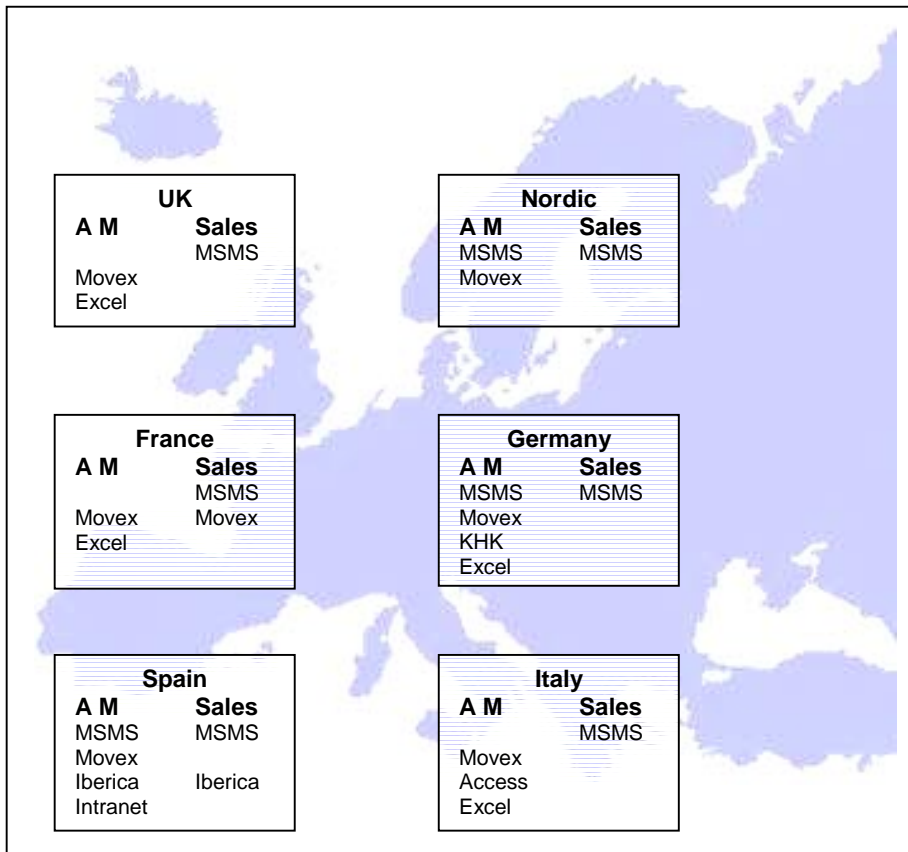 UK
A M Sales
MSMS
Movex
Excel
Nordic
A M Sales
MSMS MSMS
Movex
France
A M Sales
MSMS
Movex Movex
Excel
Germany
A M Sales
MSMS MSMS
Movex
KHK
Excel
Spain
A M Sales
MSMS MSMS
Movex
Iberica Iberica
Intranet
Italy
A M Sales
MSMS
Movex
Access
Excel